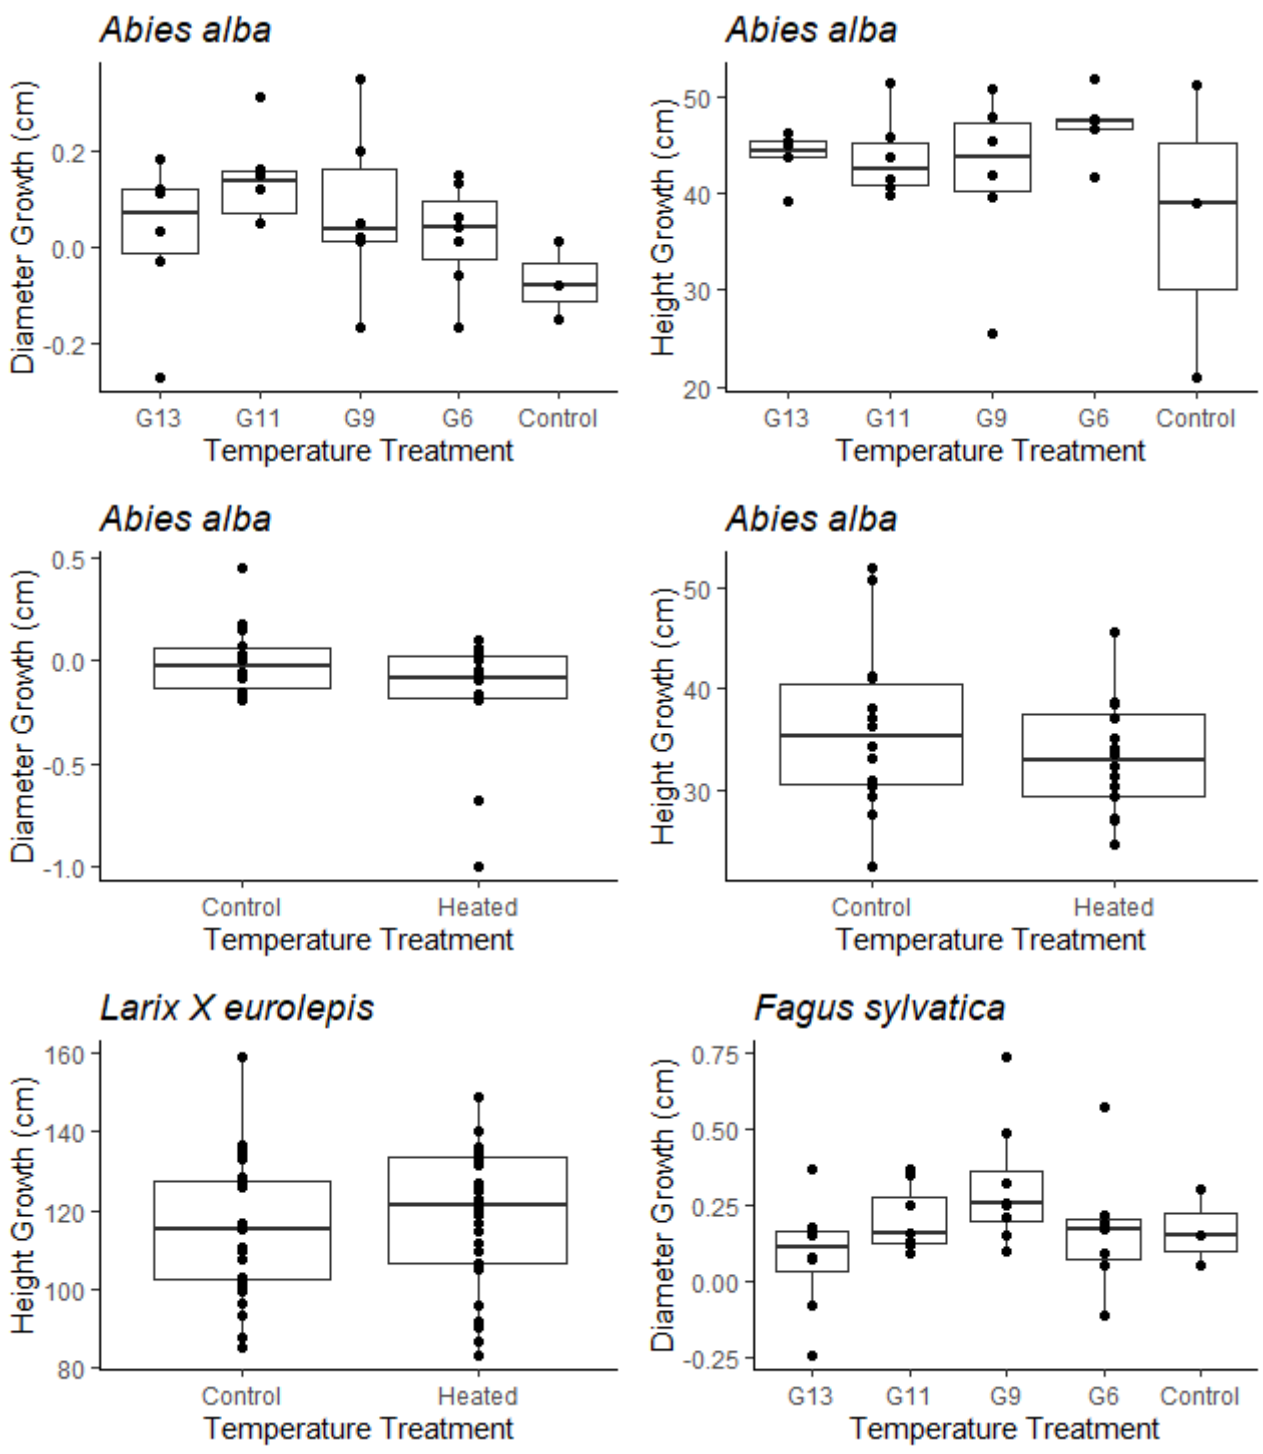 Abies alba
Diameter Growth (cm)
0.2
0.0
-0.2
G13 G11 G9 G6 Control
Temperature Treatment
Abies alba
Height Growth (cm)
50
40
30
20
G13 G11 G9 G6 Control
Temperature Treatment
Abies alba
Diameter Growth (cm)
0.5
0.0
-0.5
-1.0
Control Heated
Temperature Treatment
Abies alba
Height Growth (cm)
50
40
30
Control Heated
Temperature Treatment
Larix X eurolepis
Height Growth (cm)
160
140
120
100
80
Control Heated
Temperature Treatment
Fagus sylvatica
Diameter Growth (cm)
0.75
0.50
0.25
0.00
-0.25
G13 G11 G9 G6 Control
Temperature Treatment